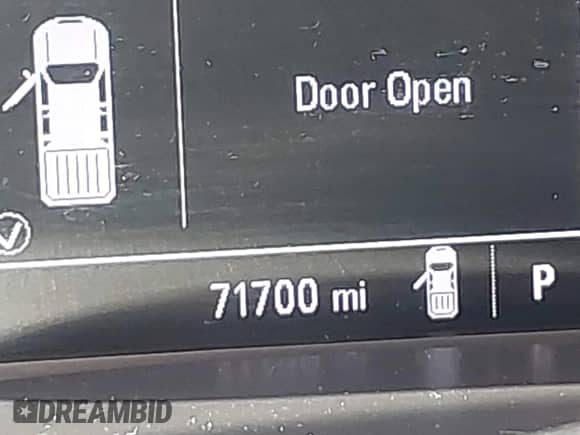 Door Open
71700 mi
P
DREAMBID